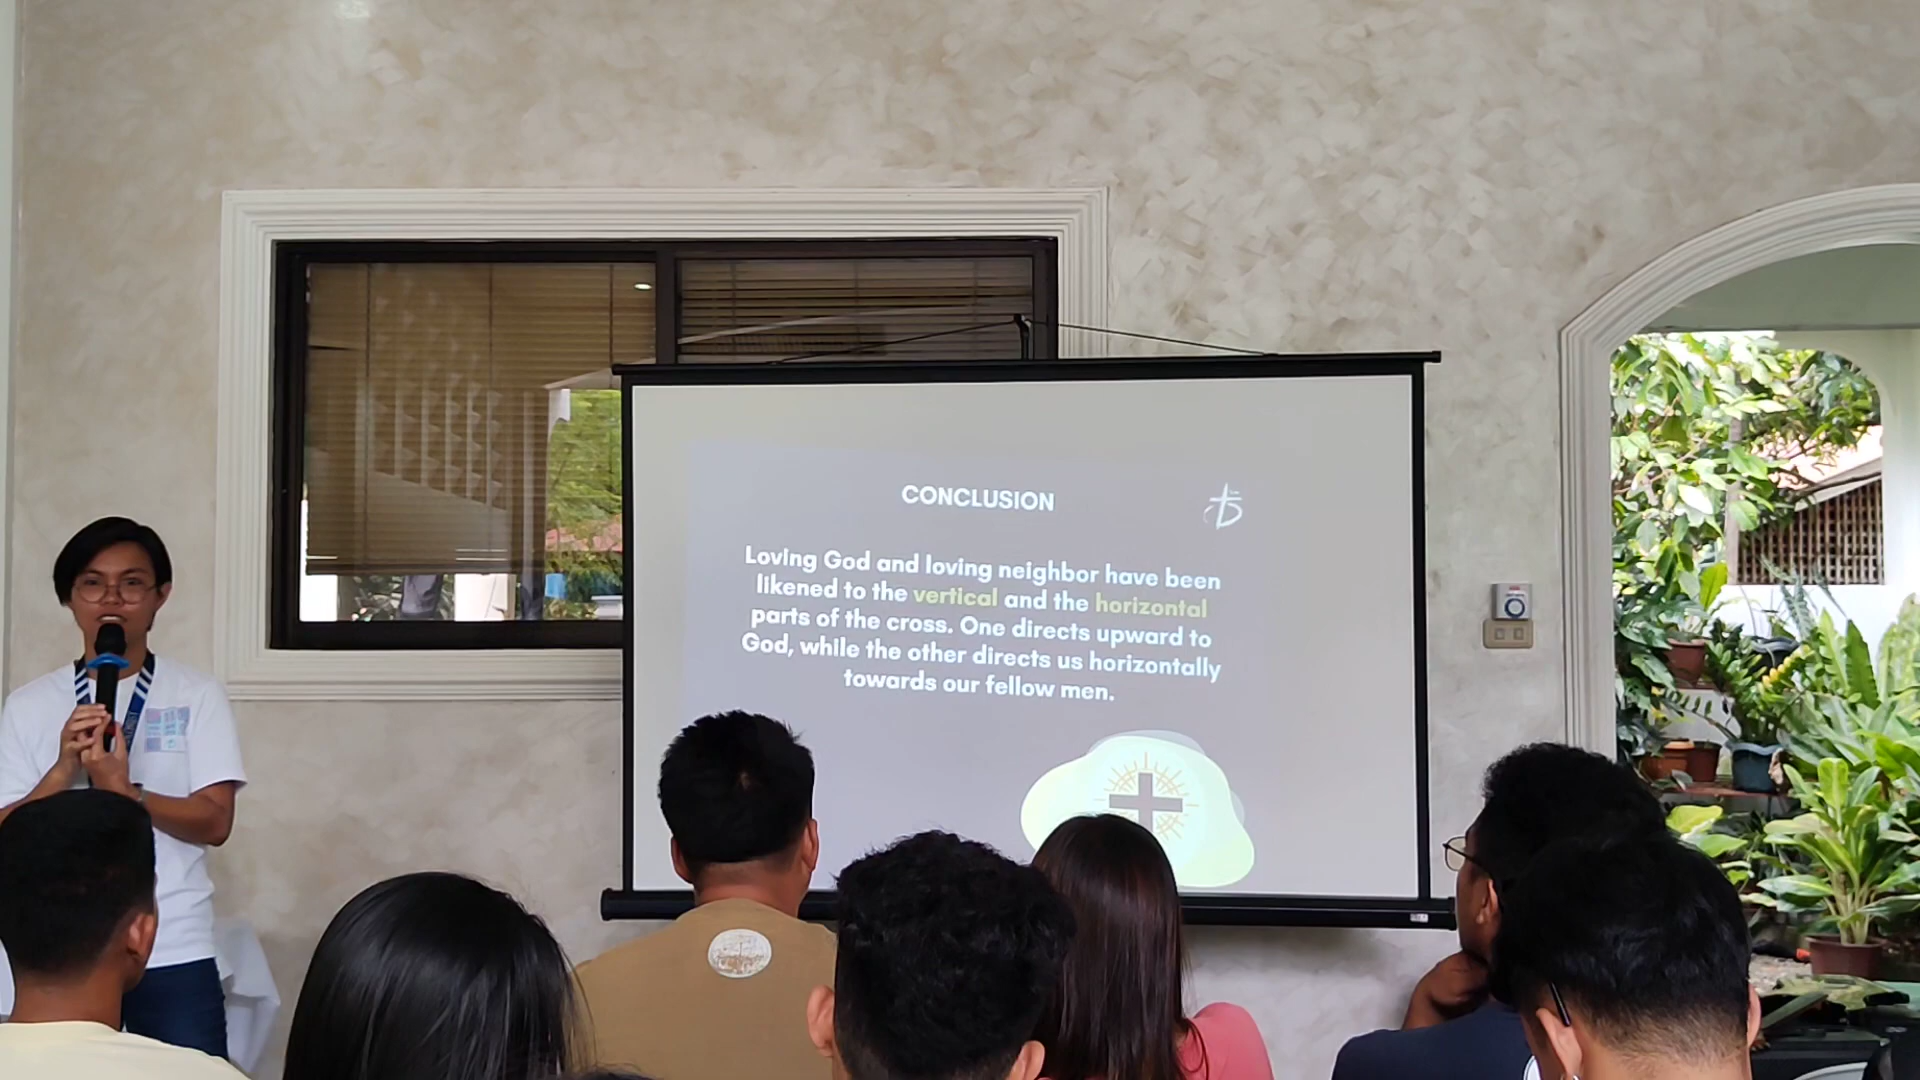 CONCLUSION
Loving God and loving neighbor have been
likened to the vertical and the horizontal
parts of the cross. One directs upward to
God, while the other directs us horizontally
towards our fellow men.